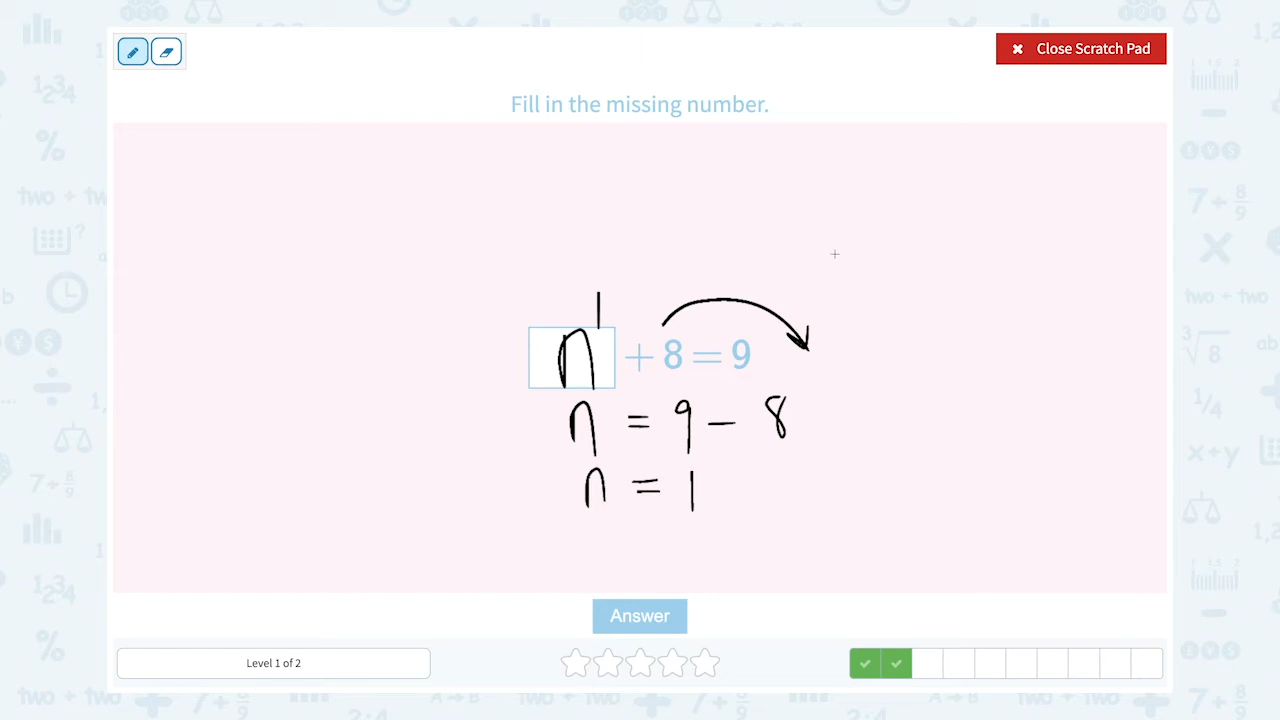 Close Scratch Pad
Fill in the missing number.
1
n + 8 = 9
n = 9 - 8
n = 1
Answer
Level 1 of 2